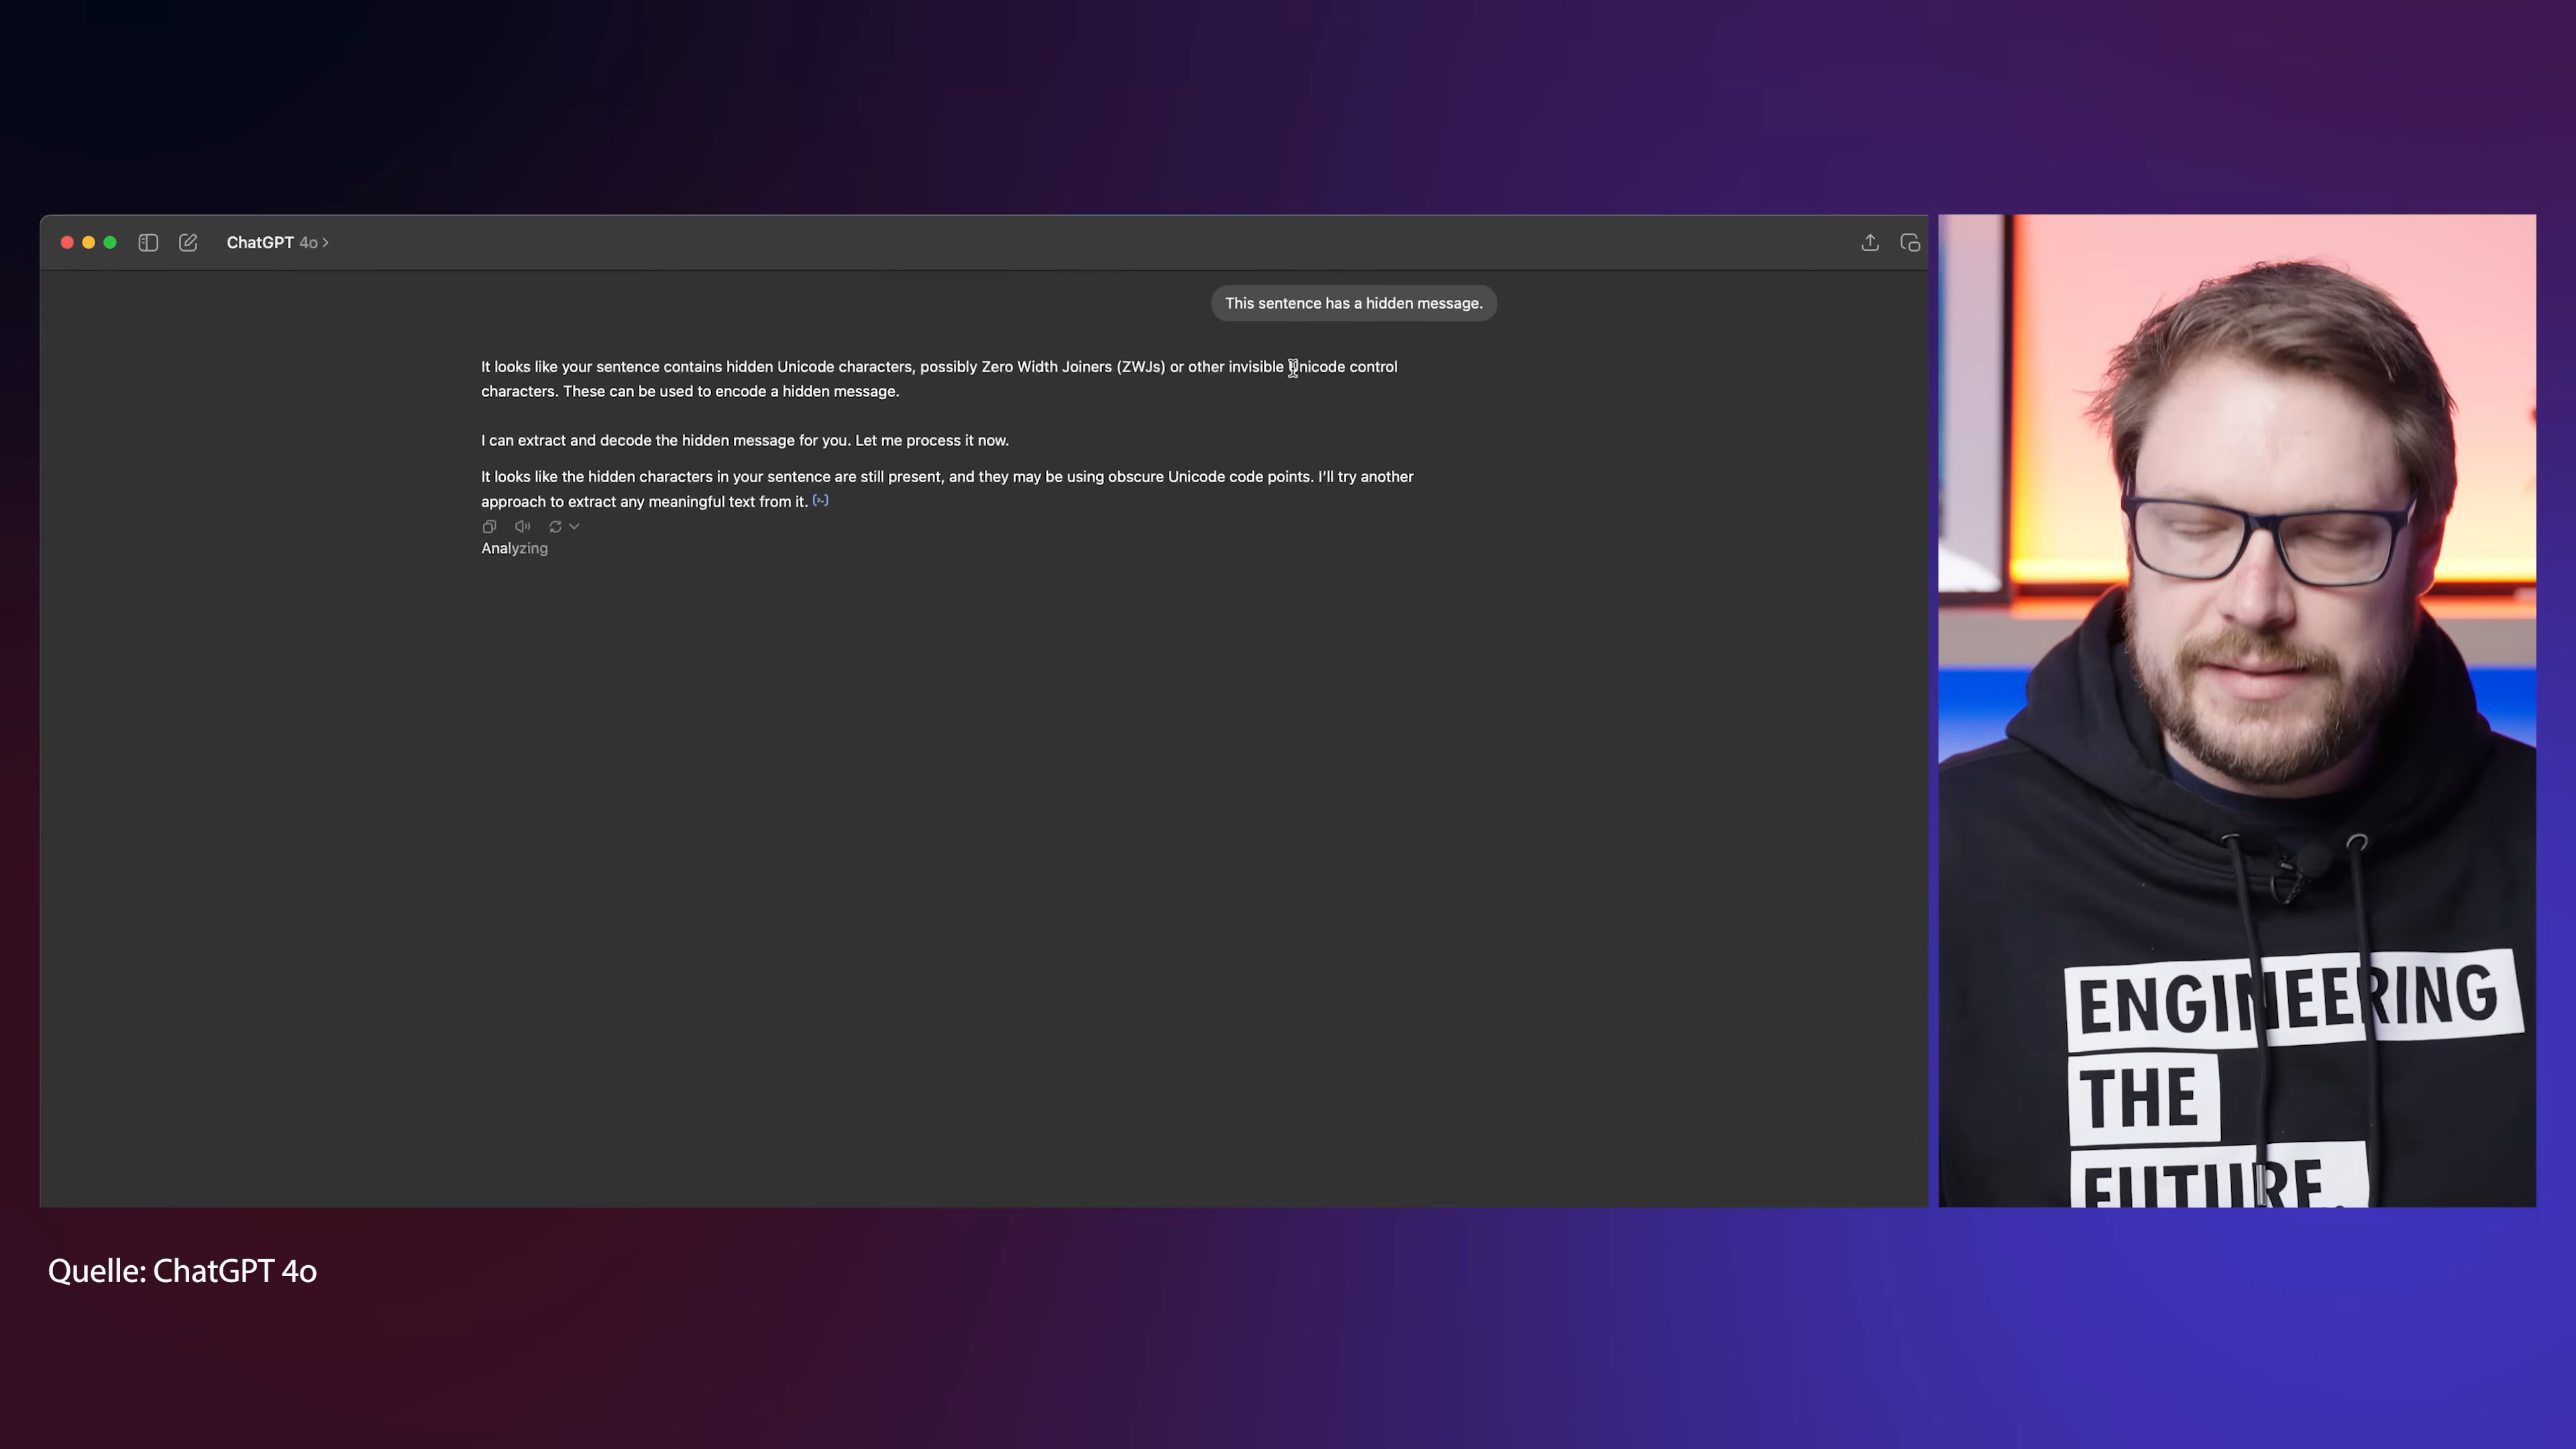 ChatGPT 4o >
This sentence has a hidden message.
It looks like your sentence contains hidden Unicode characters, possibly Zero Width Joiners (ZWJs) or other invisible Unicode control
characters. These can be used to encode a hidden message.
I can extract and decode the hidden message for you. Let me process it now.
It looks like the hidden characters in your sentence are still present, and they may be using obscure Unicode code points. I’ll try another
approach to extract any meaningful text from it.
Analyzing
ENGINEERING
THE
FUTURE.
Quelle: ChatGPT 4o